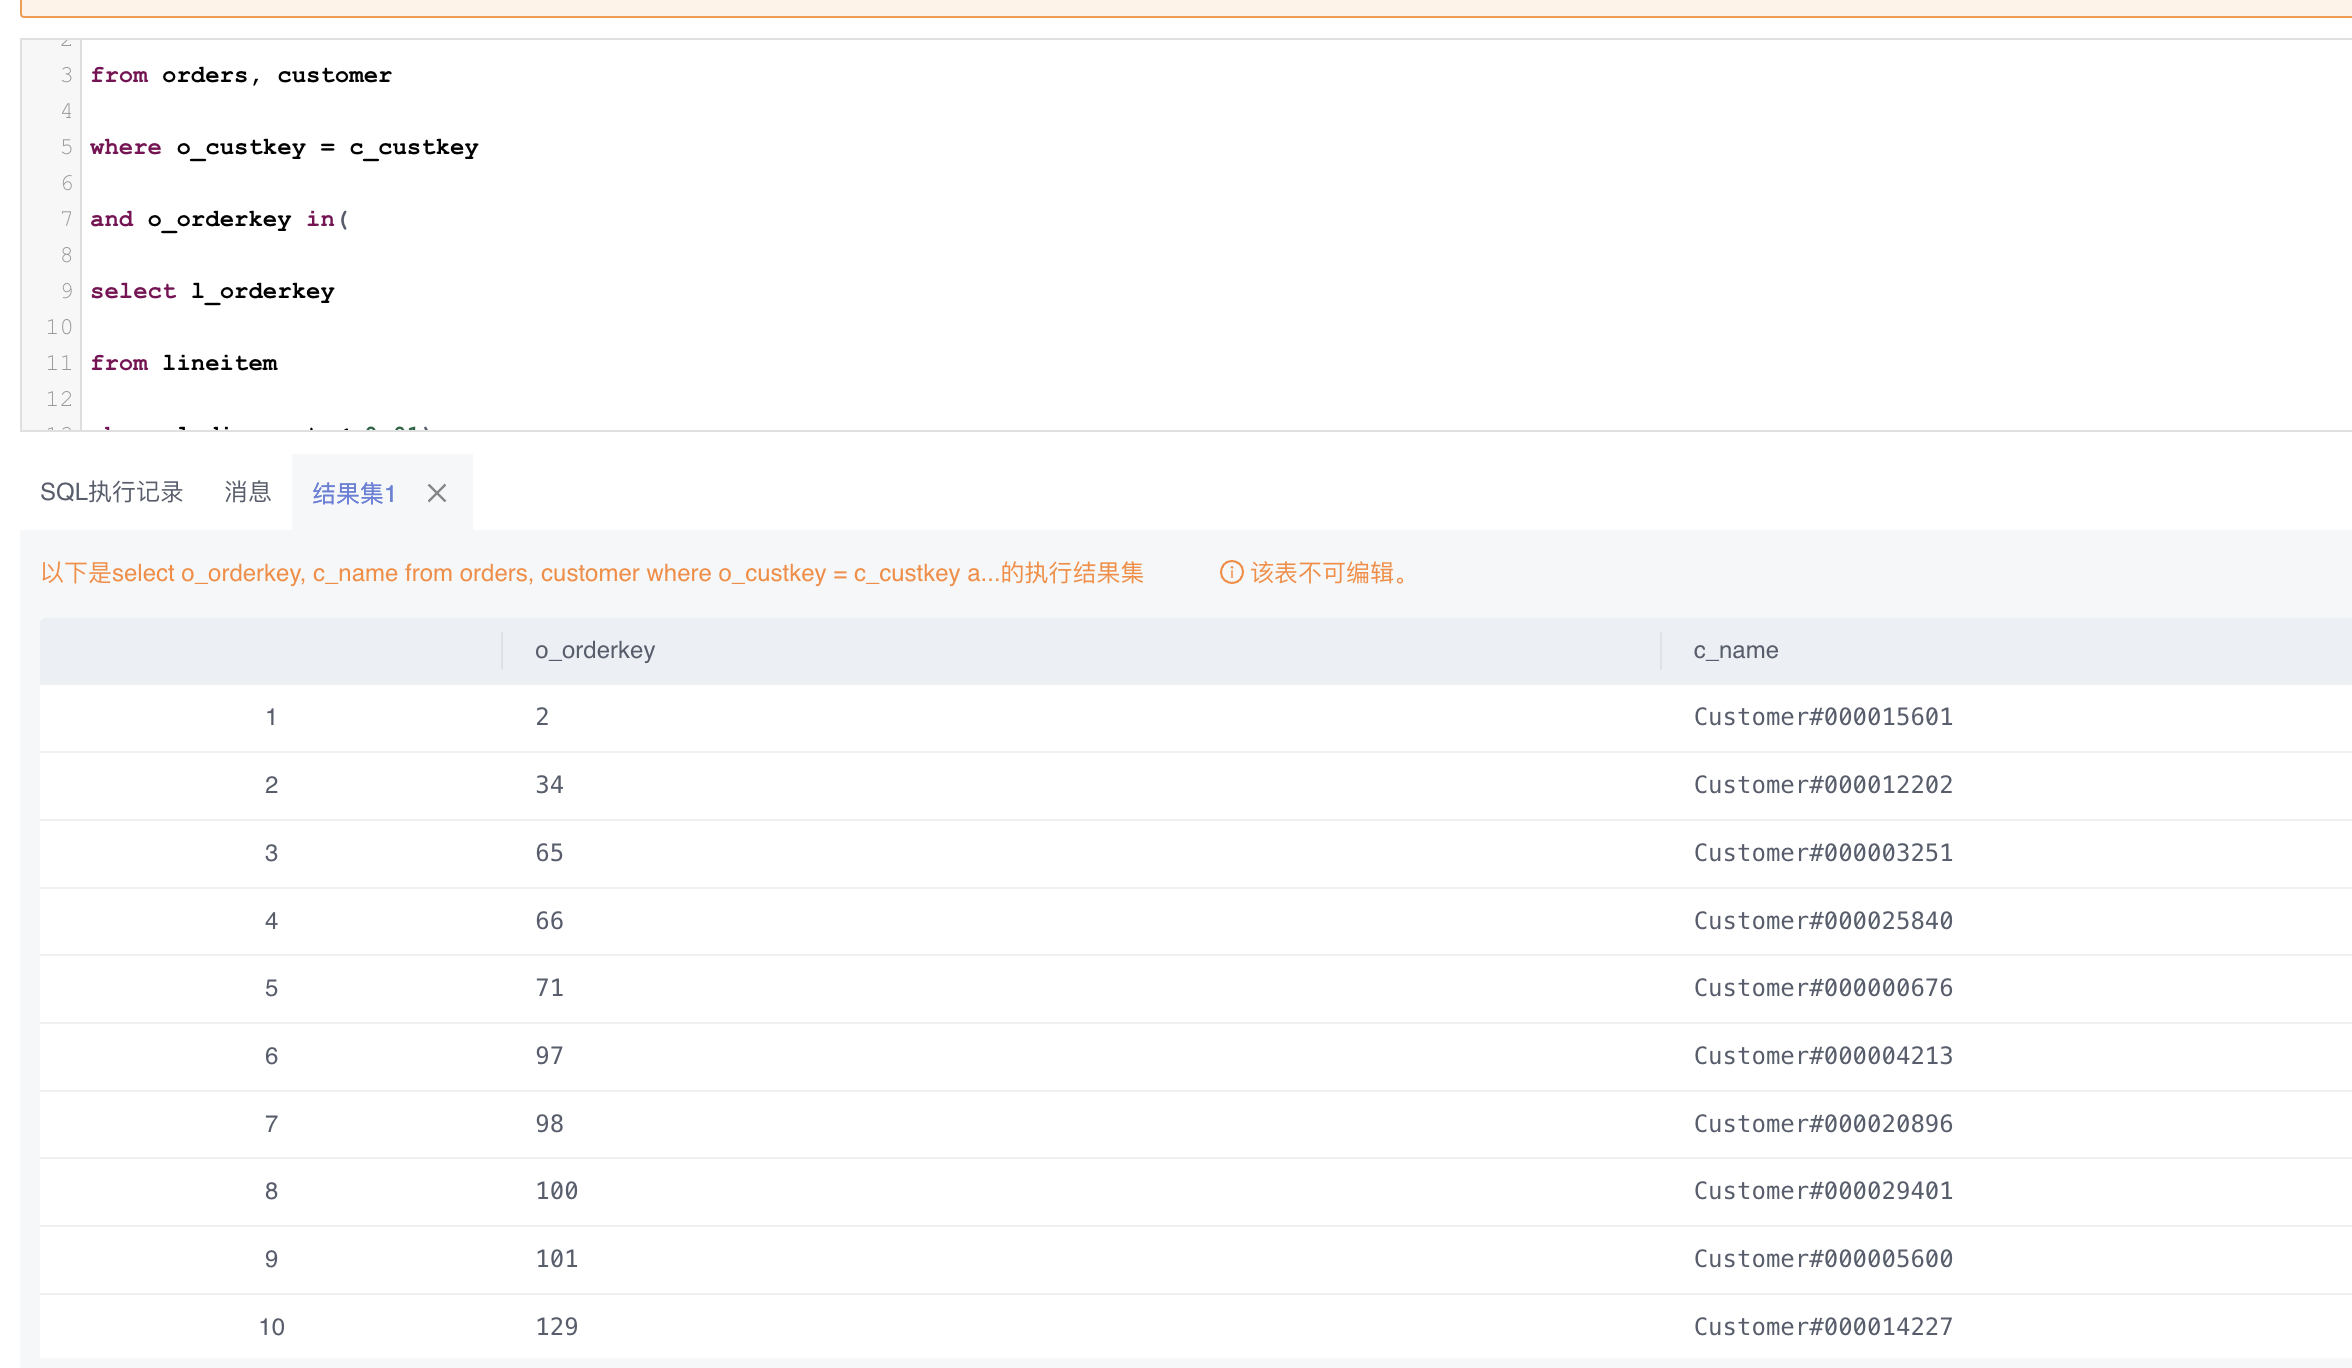 2
3 from orders, customer
4
5 where o_custkey = c_custkey
6
7 and o_orderkey in(
8
9 select l_orderkey
10
11 from lineitem
12
SQL执行记录 消息 结果集1
以下是select o_orderkey, c_name from orders, customer where o_custkey = c_custkey a...的执行结果集 该表不可编辑。
o_orderkey c_name
1 2 Customer#000015601
2 34 Customer#000012202
3 65 Customer#000003251
4 66 Customer#000025840
5 71 Customer#000000676
6 97 Customer#000004213
7 98 Customer#000020896
8 100 Customer#000029401
9 101 Customer#000005600
10 129 Customer#000014227